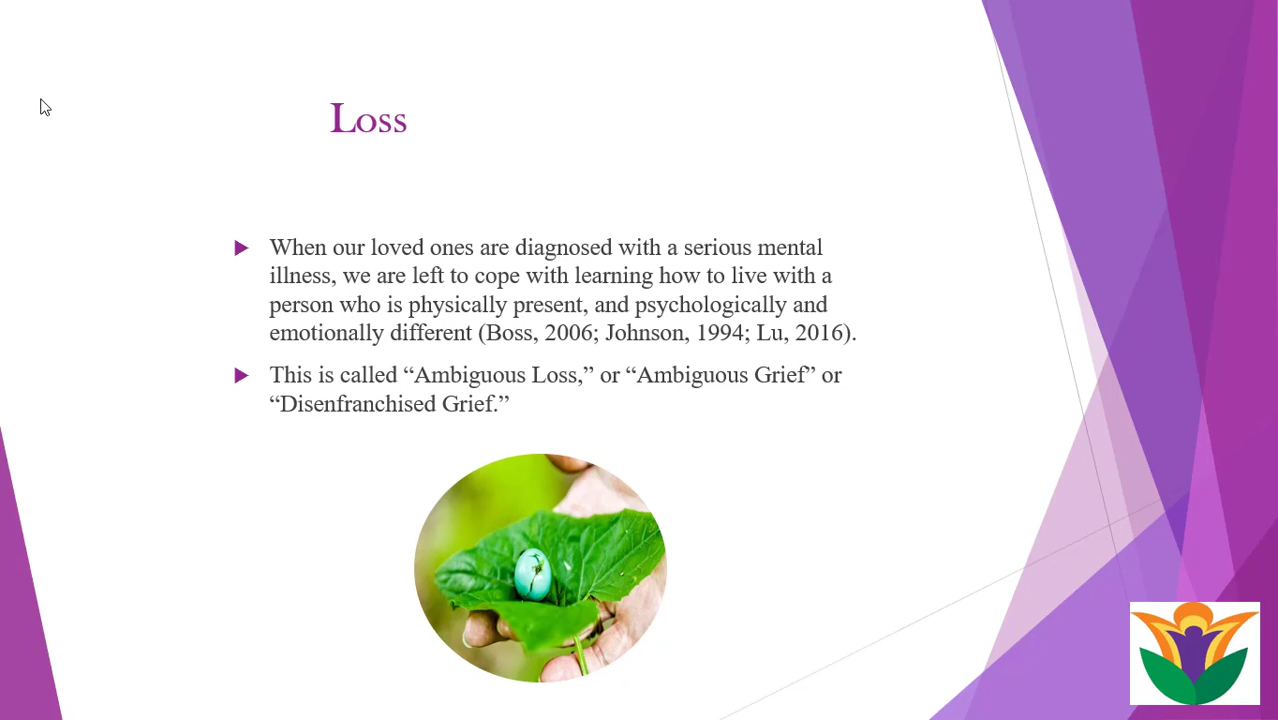 Loss
When our loved ones are diagnosed with a serious mental
illness, we are left to cope with learning how to live with a
person who is physically present, and psychologically and
emotionally different (Boss, 2006; Johnson, 1994; Lu, 2016).
This is called “Ambiguous Loss,” or “Ambiguous Grief” or
“Disenfranchised Grief.”